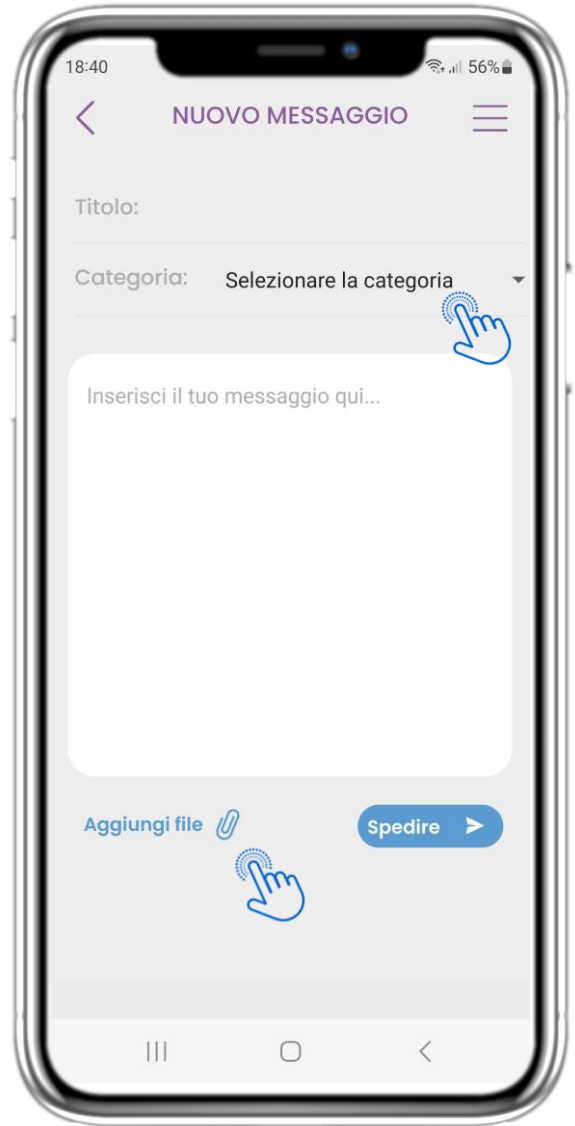 18:40 56%
NUOVO MESSAGGIO
Titolo:
Categoria: Selezionare la categoria
Inserisci il tuo messaggio qui...
Aggiungi file Spedire